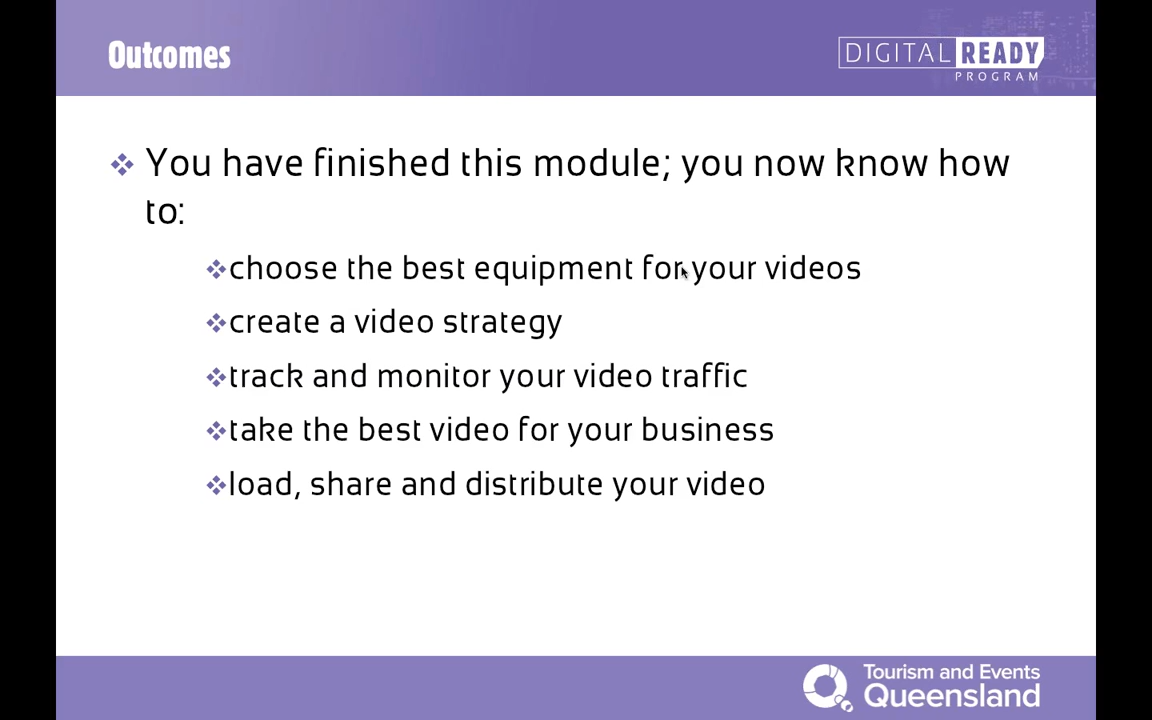 Outcomes
DIGITAL READY
PROGRAM
You have finished this module; you now know how
to:
choose the best equipment for your videos
create a video strategy
track and monitor your video traffic
take the best video for your business
load, share and distribute your video
Tourism and Events
Queensland